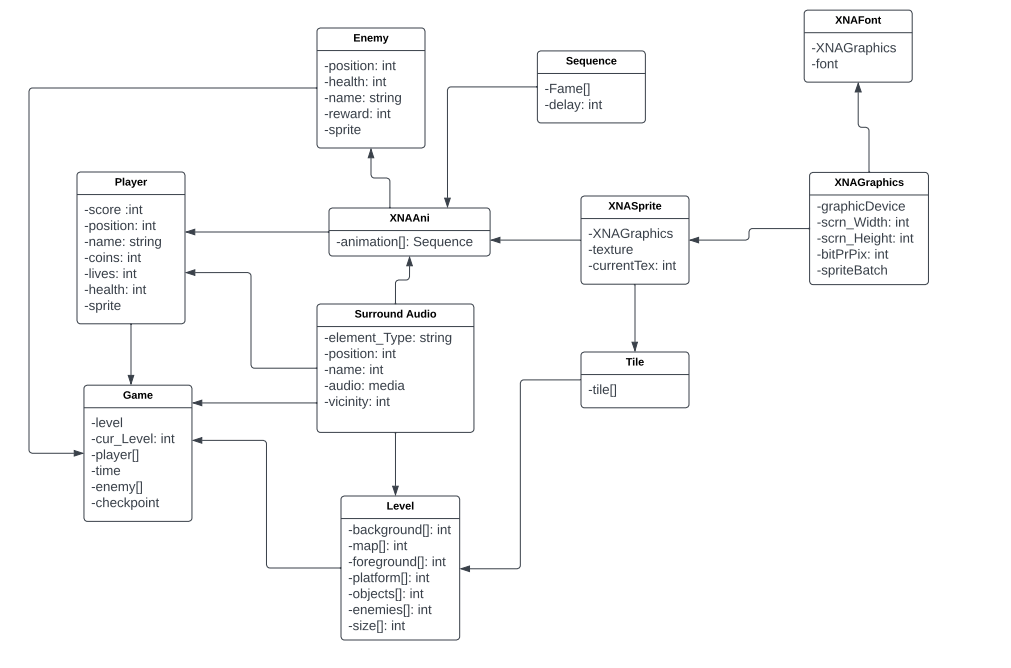 XNAFont
-XNAGraphics
-font
Enemy
-position: int
-health: int
-name: string
-reward: int
-sprite
Sequence
-Fame[]
-delay: int
Player
-score :int
-position: int
-name: string
-coins: int
-lives: int
-health: int
-sprite
XNAAni
-animation[]: Sequence
XNASprite
-XNAGraphics
-texture
-currentTex: int
XNAGraphics
-graphicDevice
-scrn_Width: int
-scrn_Height: int
-bitPrPix: int
-spriteBatch
Surround Audio
-element_Type: string
-position: int
-name: int
-audio: media
-vicinity: int
Tile
-tile[]
Game
-level
-cur_Level: int
-player[]
-time
-enemy[]
-checkpoint
Level
-background[]: int
-map[]: int
-foreground[]: int
-platform[]: int
-objects[]: int
-enemies[]: int
-size[]: int